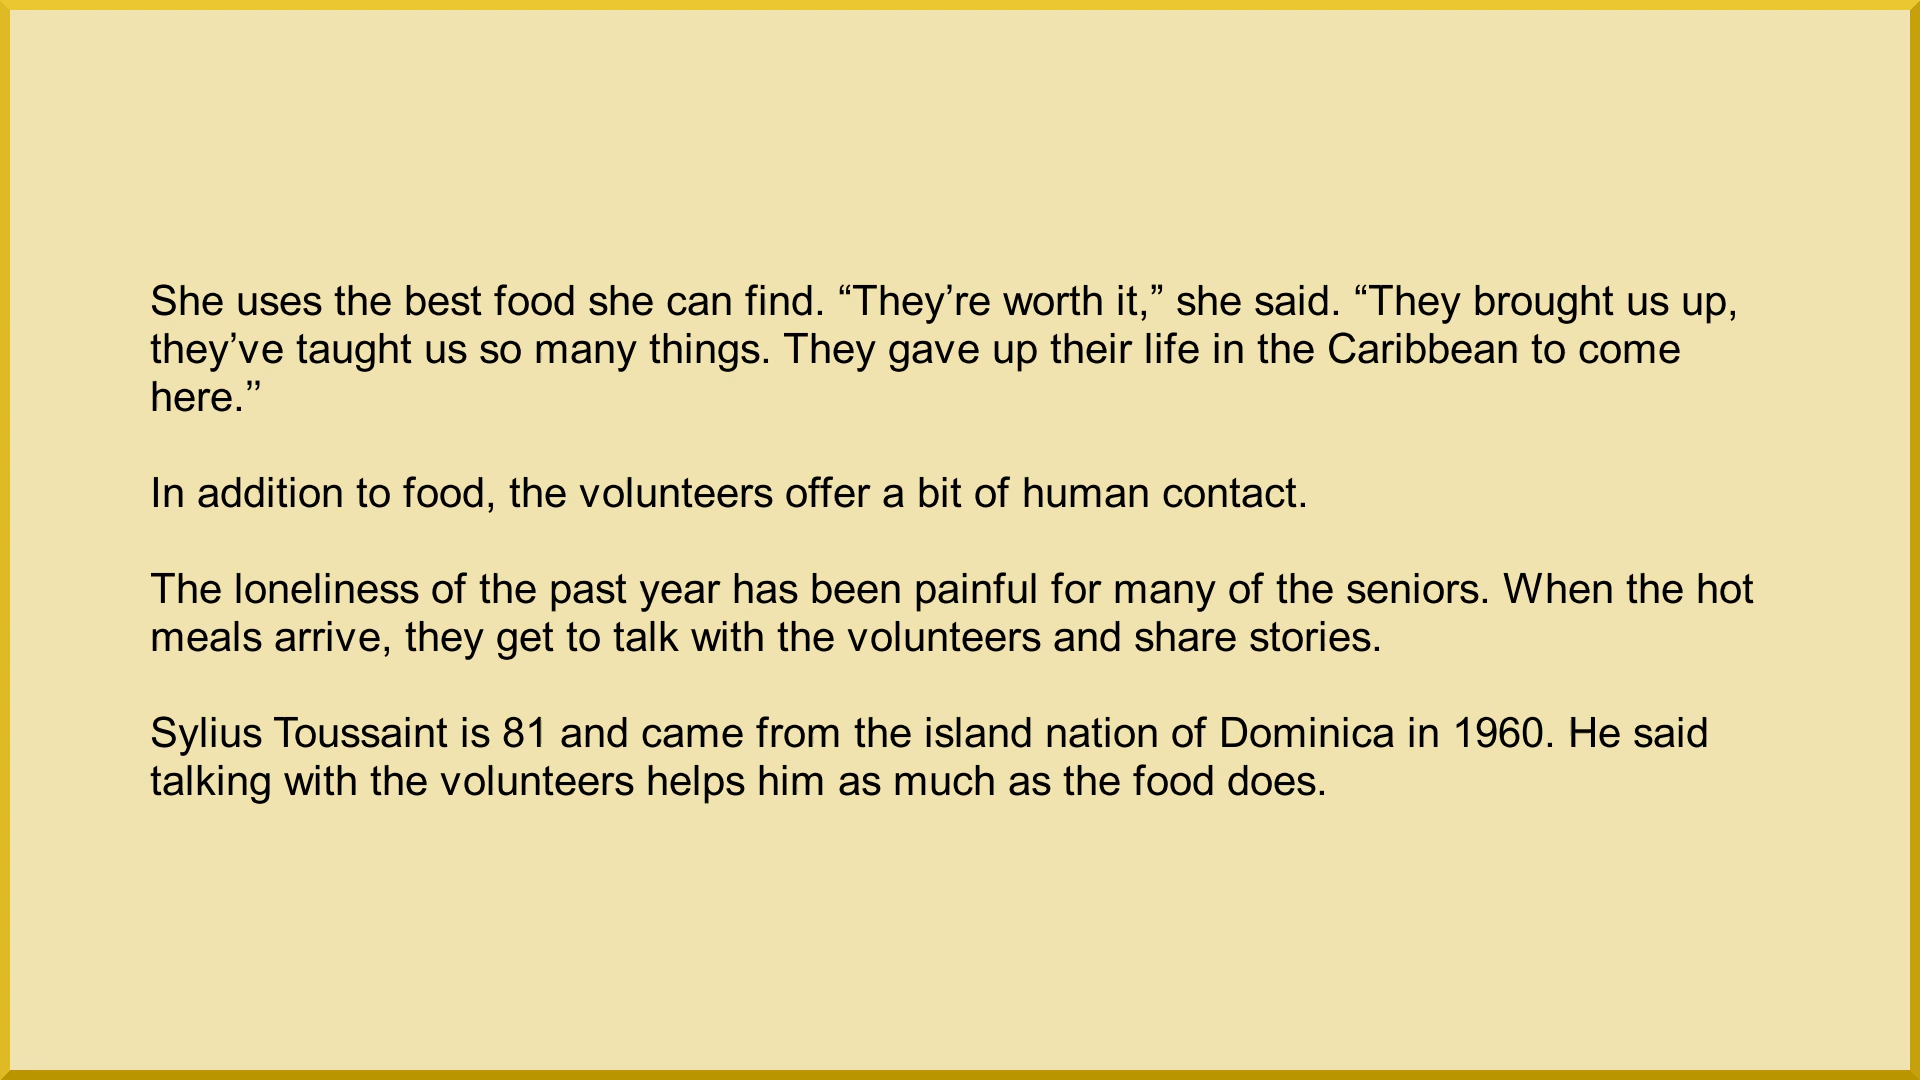 She uses the best food she can find. “They’re worth it,” she said. “They brought us up,
they’ve taught us so many things. They gave up their life in the Caribbean to come
here.’’
In addition to food, the volunteers offer a bit of human contact.
The loneliness of the past year has been painful for many of the seniors. When the hot
meals arrive, they get to talk with the volunteers and share stories.
Sylius Toussaint is 81 and came from the island nation of Dominica in 1960. He said
talking with the volunteers helps him as much as the food does.